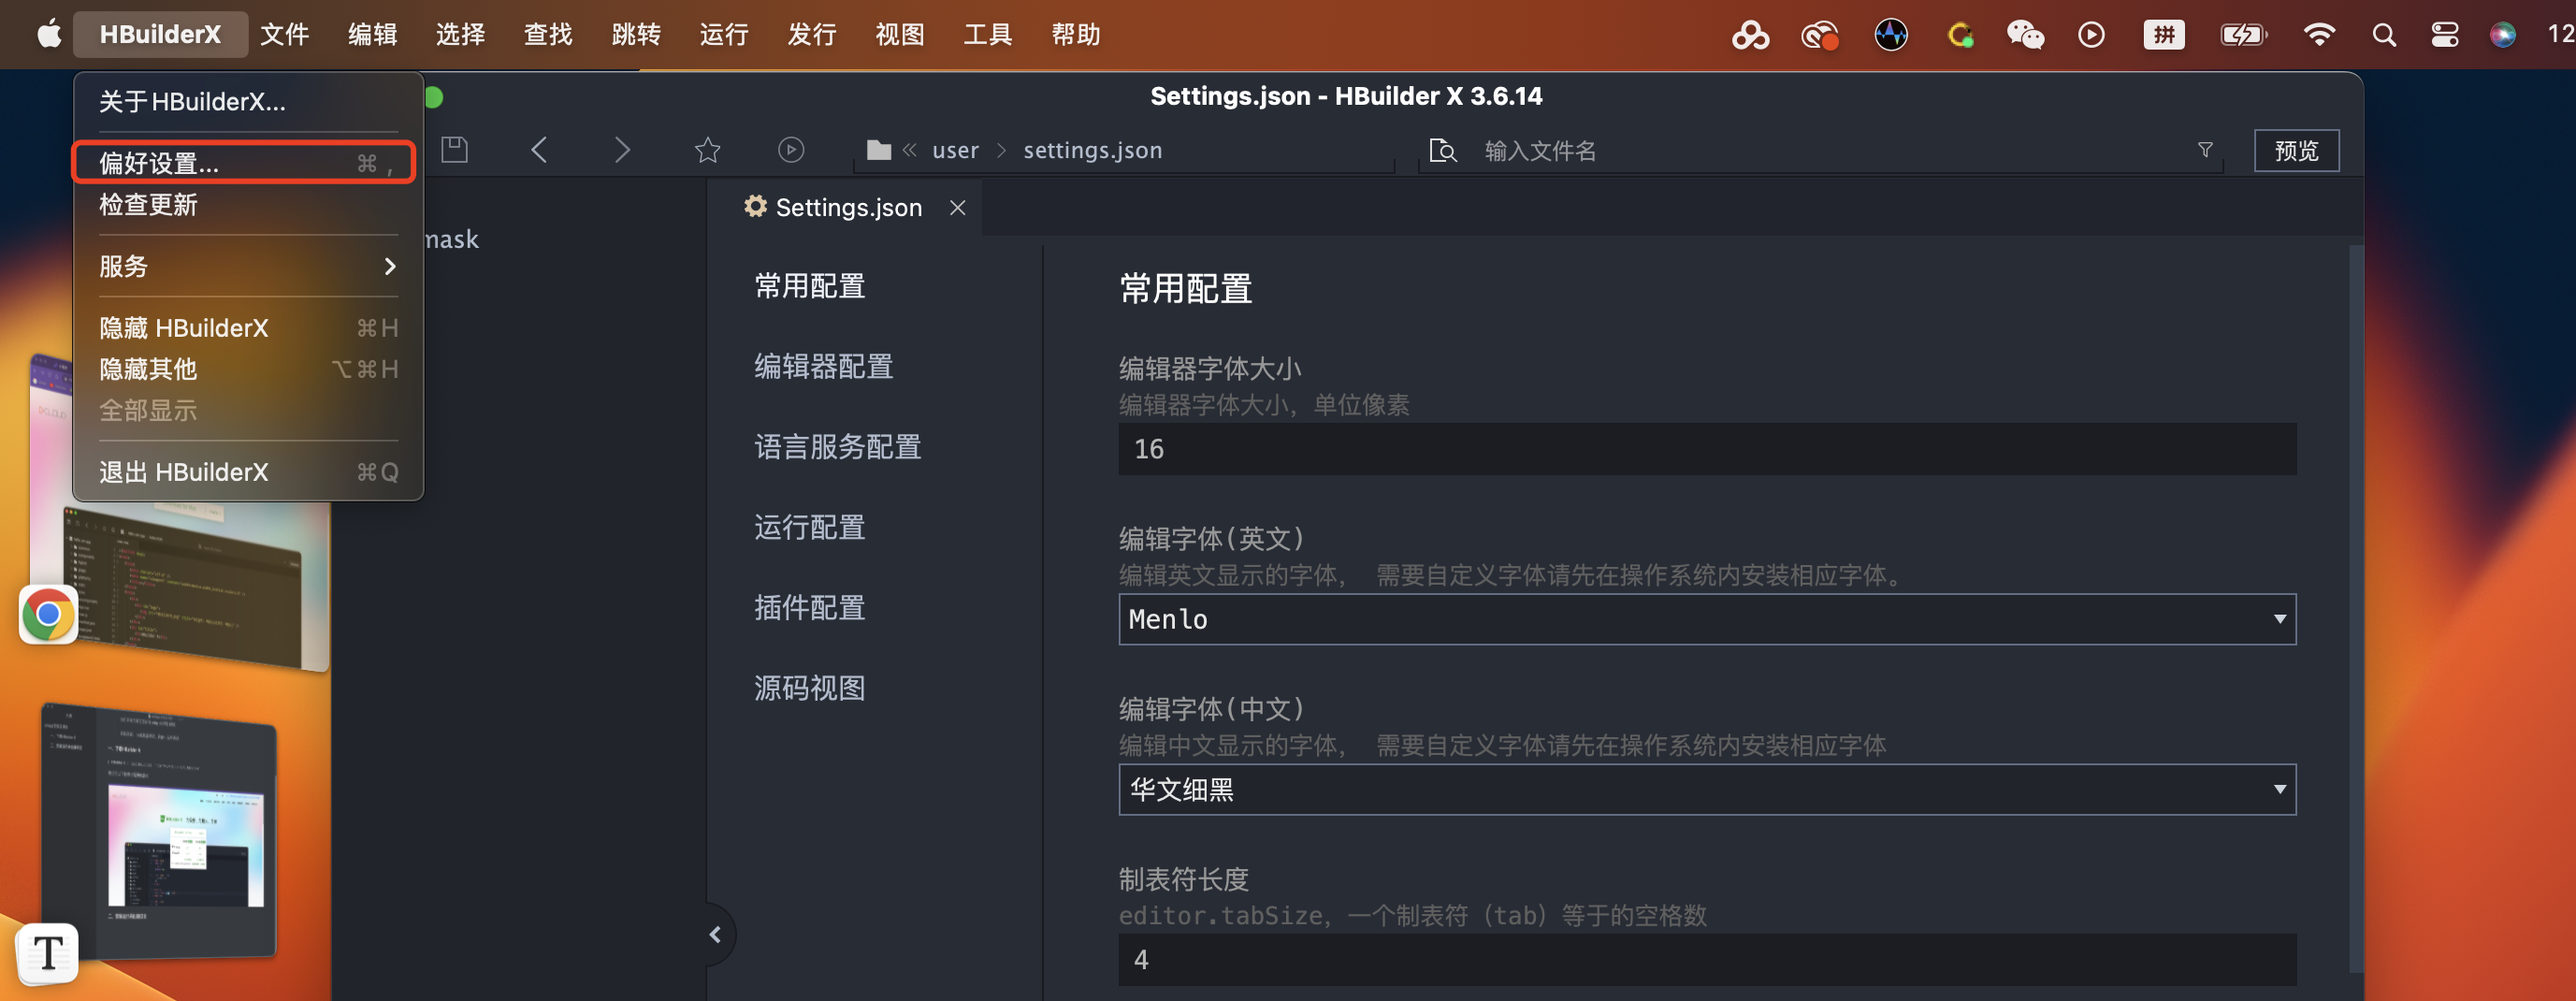 HBuilderX 文件 编辑 选择 查找 跳转 运行 发行 视图 工具 帮助 拼 12
关于 HBuilderX...
偏好设置... ⌘ ,
检查更新
服务
隐藏 HBuilderX ⌘H
隐藏其他 ⌥⌘H
全部显示
退出 HBuilderX ⌘Q
Settings.json - HBuilder X 3.6.14
user settings.json 输入文件名 预览
mask
Settings.json
常用配置
编辑器配置
语言服务配置
运行配置
插件配置
源码视图
常用配置
编辑器字体大小
编辑器字体大小，单位像素
16
编辑字体(英文)
编辑英文显示的字体， 需要自定义字体请先在操作系统内安装相应字体。
Menlo
编辑字体(中文)
编辑中文显示的字体， 需要自定义字体请先在操作系统内安装相应字体
华文细黑
制表符长度
editor.tabSize，一个制表符（tab）等于的空格数
4
T